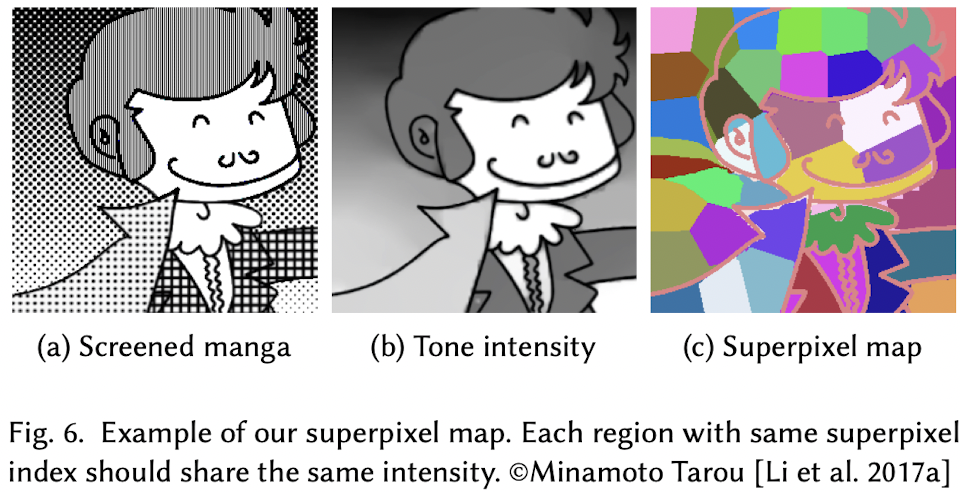 (a) Screened manga (b) Tone intensity (c) Superpixel map
Fig. 6. Example of our superpixel map. Each region with same superpixel
index should share the same intensity. ©Minamoto Tarou [Li et al. 2017a]